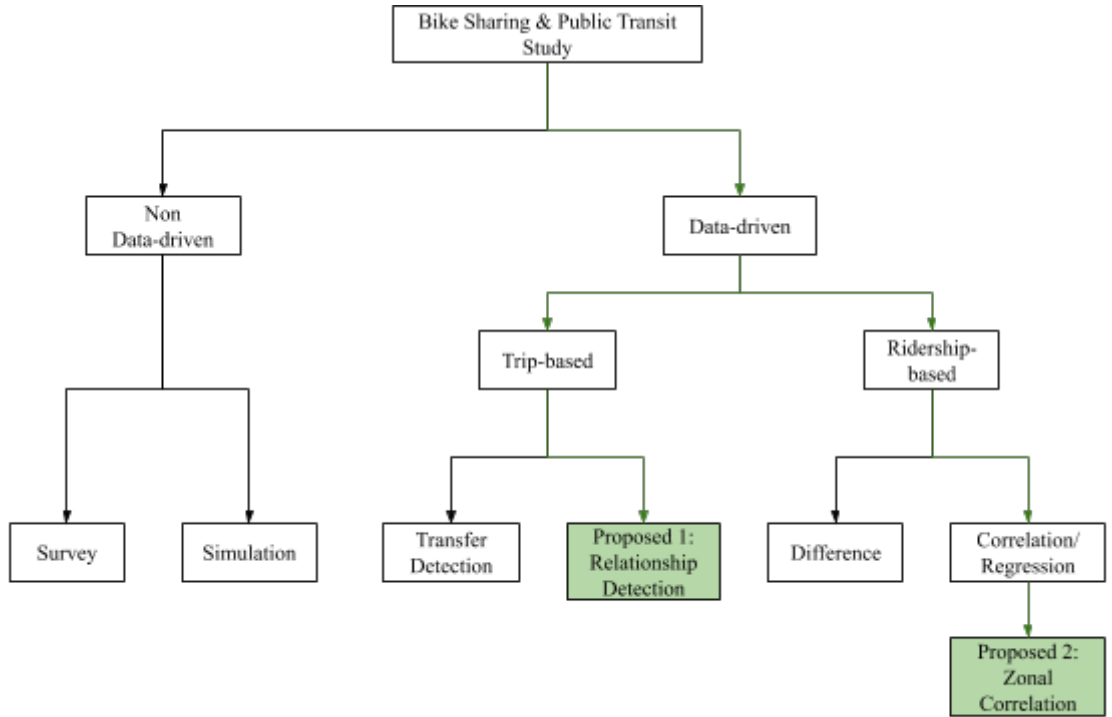 Bike Sharing & Public Transit
Study
Non
Data-driven
Data-driven
Trip-based
Ridership-
based
Survey
Simulation
Transfer
Detection
Proposed 1:
Relationship
Detection
Difference
Correlation/
Regression
Proposed 2:
Zonal
Correlation